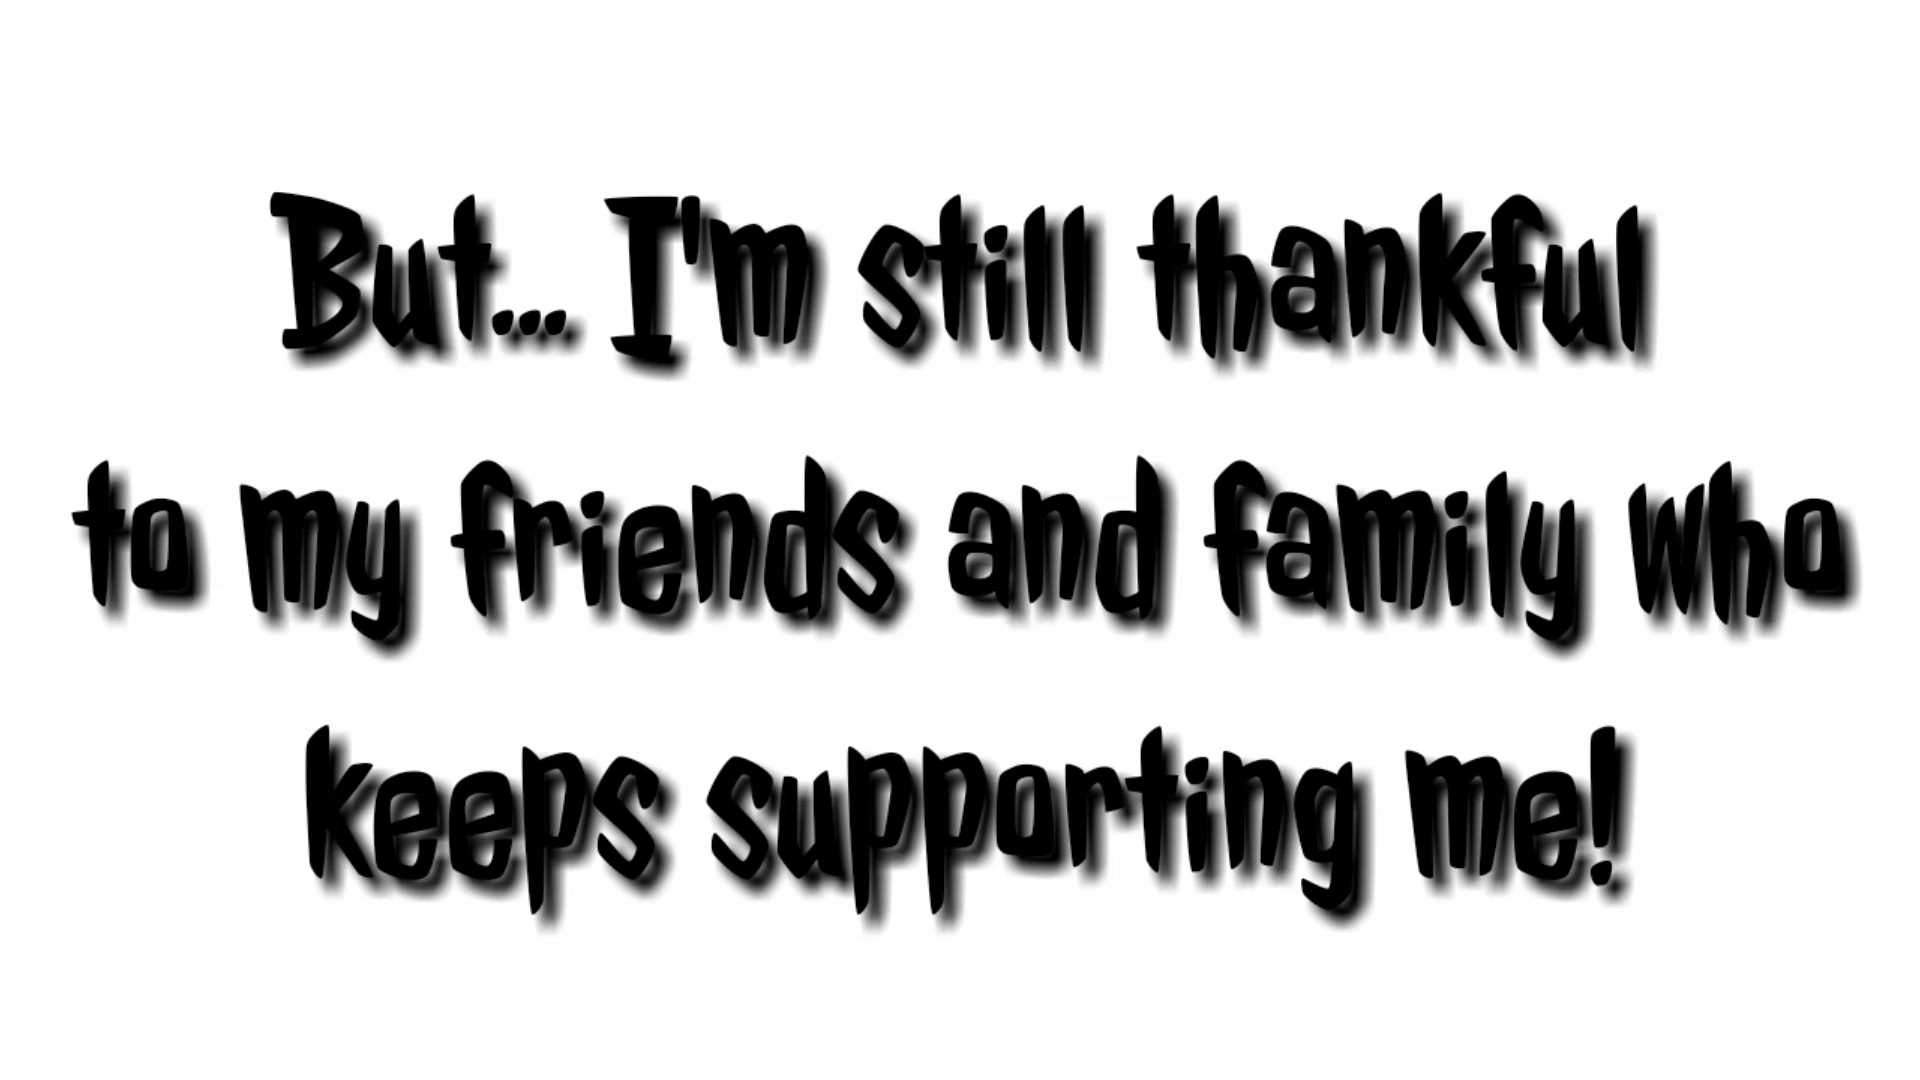 But... I'm still thankful
to my friends and family who
keeps supporting me!